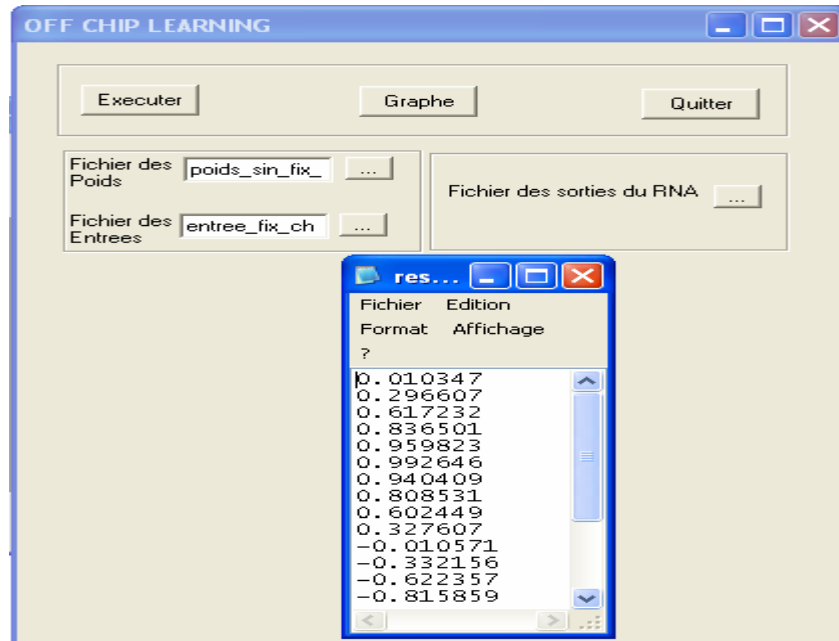 OFF CHIP LEARNING
Executer Graphe Quitter
Fichier des
Poids
poids_sin_fix_ ...
Fichier des
Entrees
entree_fix_ch ...
Fichier des sorties du RNA ...
res...
Fichier Edition
Format Affichage
?
0.010347
0.296607
0.617232
0.836501
0.959823
0.992646
0.940409
0.808531
0.602449
0.327607
-0.010571
-0.332156
-0.622357
-0.815859